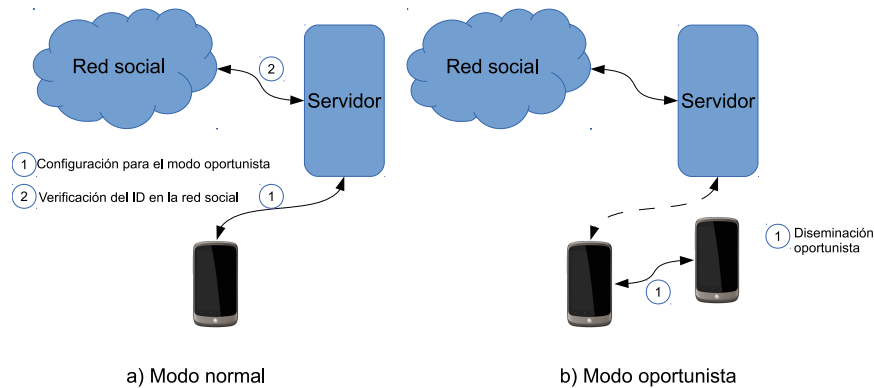 Red social
2
Servidor
1 Configuración para el modo oportunista
2 Verificación del ID en la red social
1
a) Modo normal
Red social
Servidor
1 Diseminación
oportunista
1
b) Modo oportunista